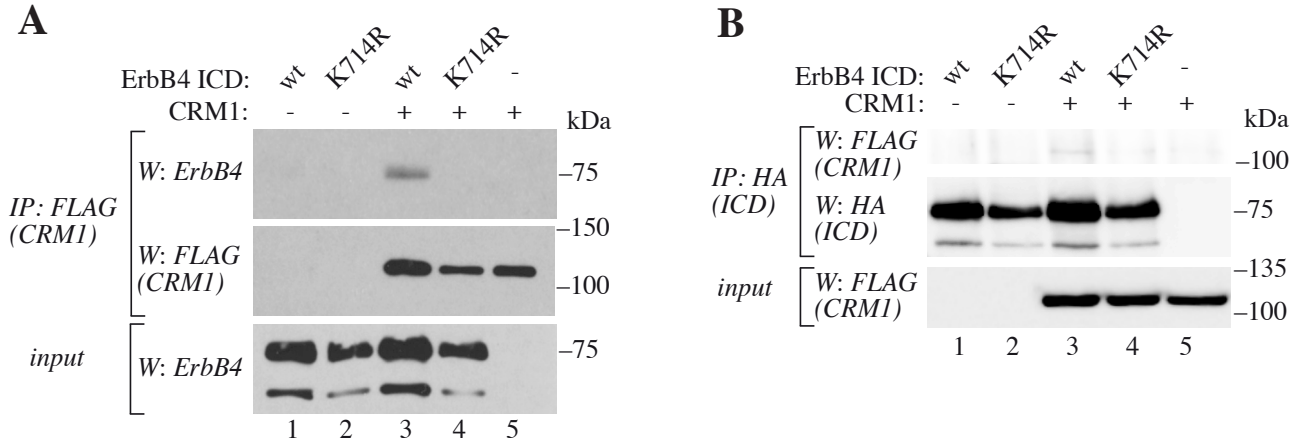 A
ErbB4 ICD: wt K714R wt K714R -
CRM1: - - + + +
kDa
IP: FLAG
(CRM1)
W: ErbB4
–75
–150
W: FLAG
(CRM1)
–100
input
W: ErbB4
–75
1 2 3 4 5
B
ErbB4 ICD: wt K714R wt K714R -
CRM1: - - + + +
kDa
IP: HA
(ICD)
W: FLAG
(CRM1)
–100
W: HA
(ICD)
–75
–135
input
W: FLAG
(CRM1)
–100
1 2 3 4 5